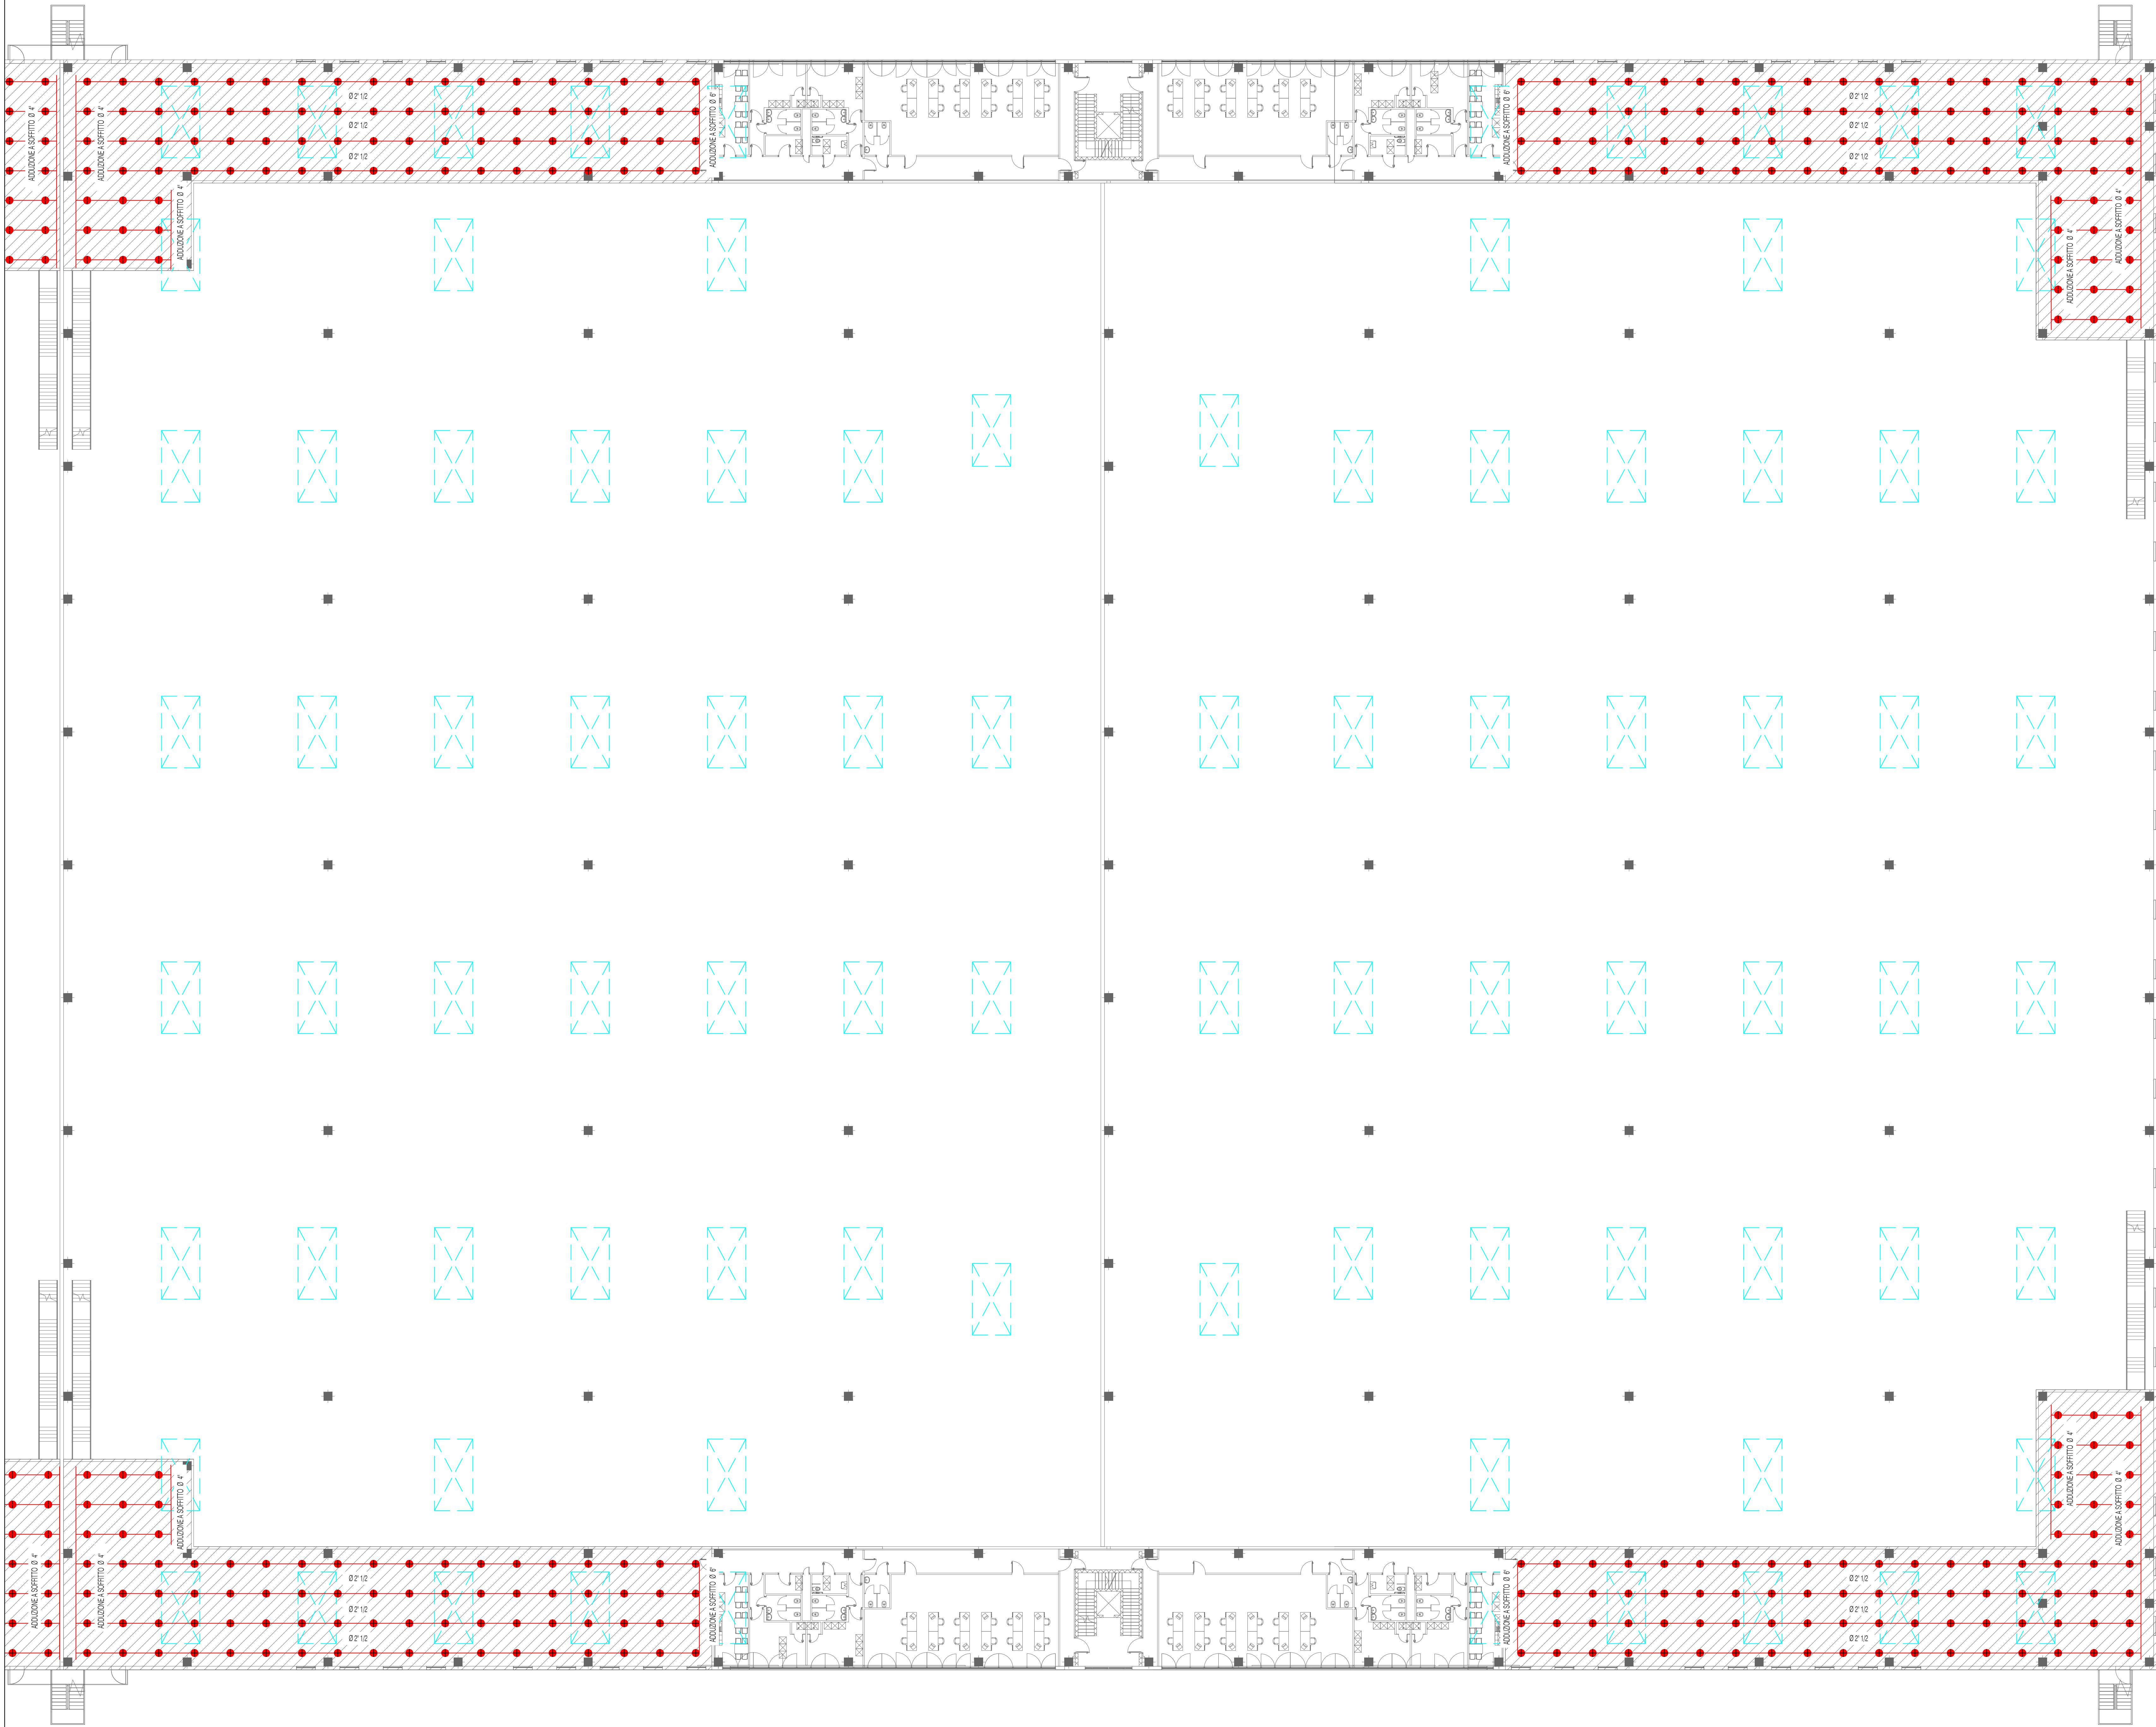 ADDUZIONE A SOFFITTO Ø 4"
ADDUZIONE A SOFFITTO Ø 4"
ADDUZIONE A SOFFITTO Ø 4"
Ø 2" 1/2
Ø 2" 1/2
Ø 2" 1/2
ADDUZIONE A SOFFITTO Ø 6"
ADDUZIONE A SOFFITTO Ø 6"
Ø 2" 1/2
Ø 2" 1/2
Ø 2" 1/2
ADDUZIONE A SOFFITTO Ø 4"
ADDUZIONE A SOFFITTO Ø 4"
ADDUZIONE A SOFFITTO Ø 4"
ADDUZIONE A SOFFITTO Ø 4"
ADDUZIONE A SOFFITTO Ø 4"
Ø 2" 1/2
Ø 2" 1/2
Ø 2" 1/2
ADDUZIONE A SOFFITTO Ø 6"
ADDUZIONE A SOFFITTO Ø 6"
Ø 2" 1/2
Ø 2" 1/2
Ø 2" 1/2
ADDUZIONE A SOFFITTO Ø 4"
ADDUZIONE A SOFFITTO Ø 4"